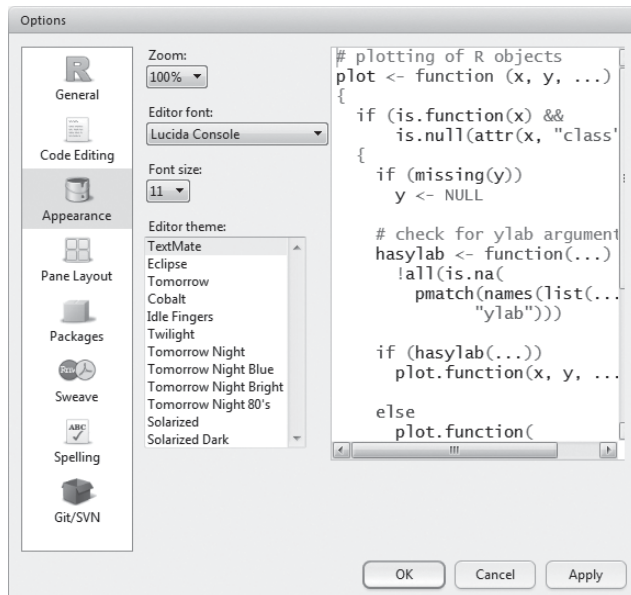 Options
General
Code Editing
Appearance
Pane Layout
Packages
Sweave
ABC
Spelling
Git/SVN
Zoom:
100%
Editor font:
Lucida Console
Font size:
11
Editor theme:
TextMate
Eclipse
Tomorrow
Cobalt
Idle Fingers
Twilight
Tomorrow Night
Tomorrow Night Blue
Tomorrow Night Bright
Tomorrow Night 80's
Solarized
Solarized Dark
# plotting of R objects
plot <- function (x, y, ...)
{
if (is.function(x) &&
is.null(attr(x, "class"
{
if (missing(y))
y <- NULL
# check for ylab argument
hasylab <- function(...)
!all(is.na(
pmatch(names(list(...
"ylab")))
if (hasylab(...))
plot.function(x, y, ...
else
plot.function(
OK
Cancel
Apply